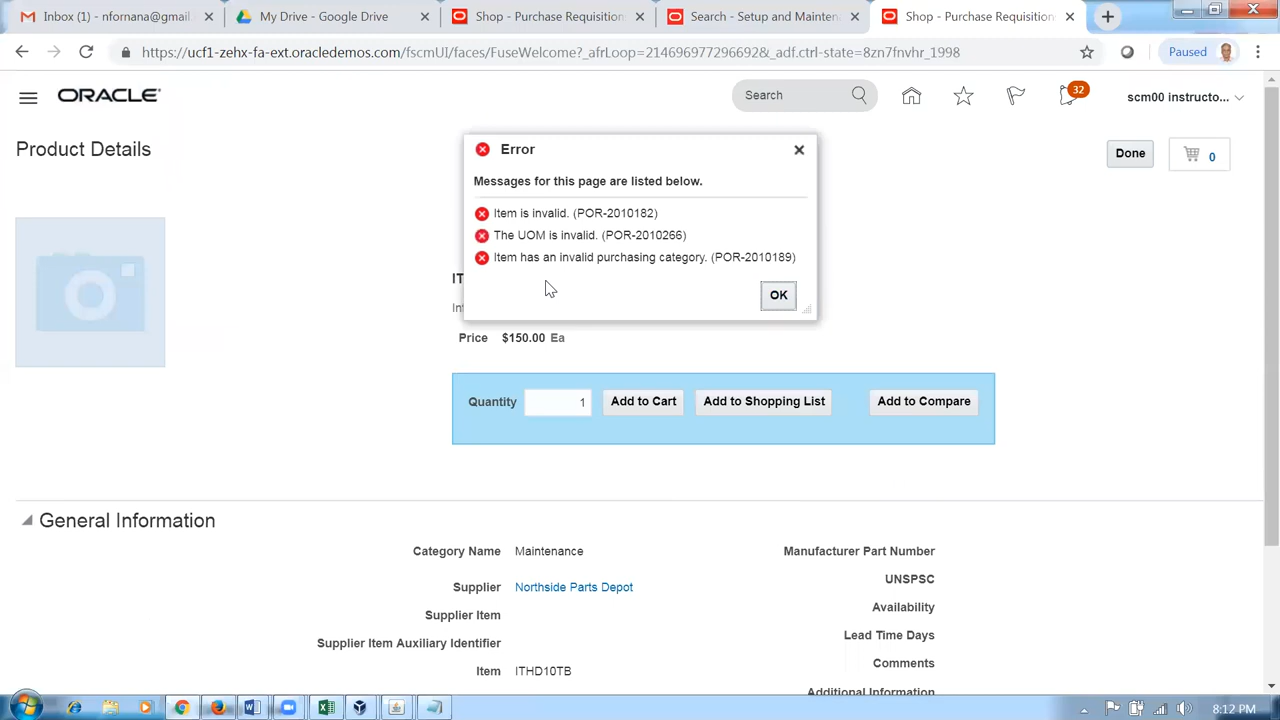 Inbox (1) - nfornana@gmail
My Drive - Google Drive
Shop - Purchase Requisition
Search - Setup and Mainten
Shop - Purchase Requisitions
https://ucf1-zehx-fa-ext.oracledemos.com/fscmUI/faces/FuseWelcome?_afrLoop=21469697729669​2&_adf.ctrl-state=8zn7fnvhr_1998
Paused
ORACLE
Search
32
scm00 instructo...
Product Details
Done
0
Error
Messages for this page are listed below.
Item is invalid. (POR-2010182)
The UOM is invalid. (POR-2010266)
Item has an invalid purchasing category. (POR-2010189)
OK
IT
Int
Price $150.00 Ea
Quantity 1 Add to Cart Add to Shopping List Add to Compare
General Information
Category Name Maintenance
Supplier Northside Parts Depot
Supplier Item
Supplier Item Auxiliary Identifier
Item ITHD10TB
Manufacturer Part Number
UNSPSC
Availability
Lead Time Days
Comments
Additional Information
8:12 PM